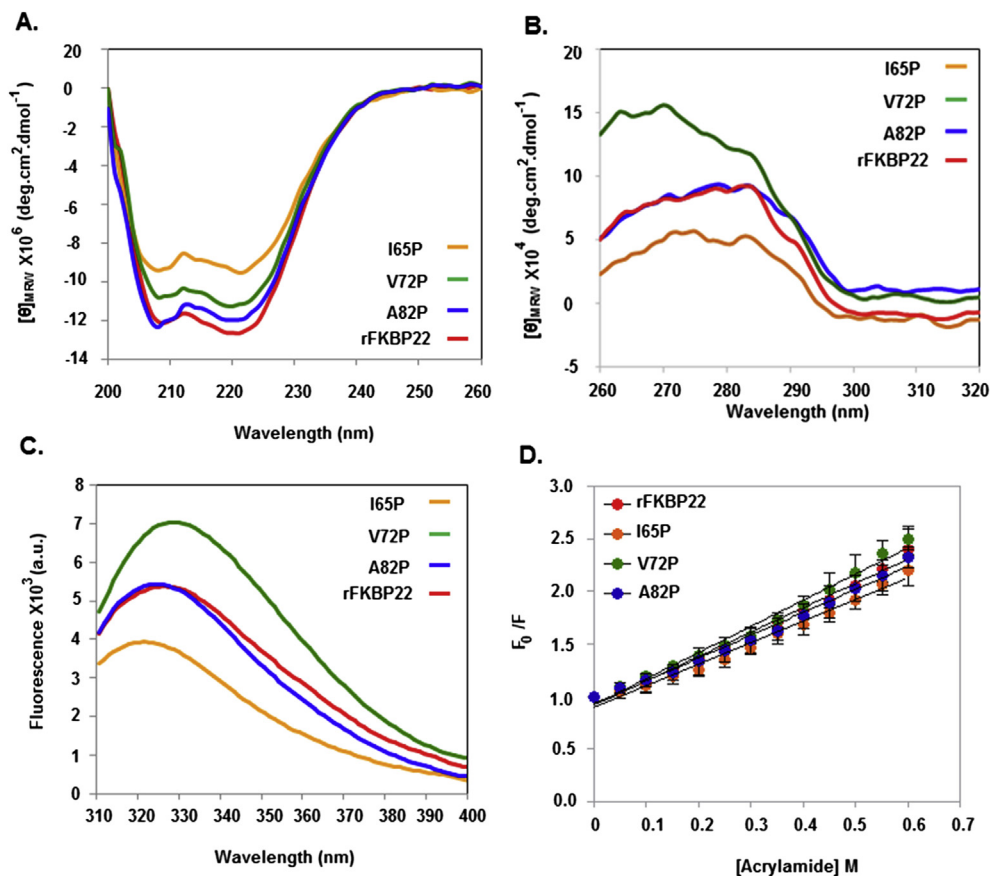 A.
20
0
-2
-4
-6
-8
-10
-12
-14
200 210 220 230 240 250 260
[θ]MRW X10⁶ (deg.cm².dmol⁻¹)
Wavelength (nm)
I65P
V72P
A82P
rFKBP22
B.
20
15
10
5
0
-5
260 270 280 290 300 310 320
[θ]MRW X10⁴ (deg.cm².dmol⁻¹)
Wavelength (nm)
I65P
V72P
A82P
rFKBP22
C.
8
7
6
5
4
3
2
1
0
310 320 330 340 350 360 370 380 390 400
Fluorescence X10³ (a.u.)
Wavelength (nm)
I65P
V72P
A82P
rFKBP22
D.
3.0
2.5
2.0
1.5
1.0
0.5
0.0
0 0.1 0.2 0.3 0.4 0.5 0.6 0.7
F₀ /F
[Acrylamide] M
rFKBP22
I65P
V72P
A82P